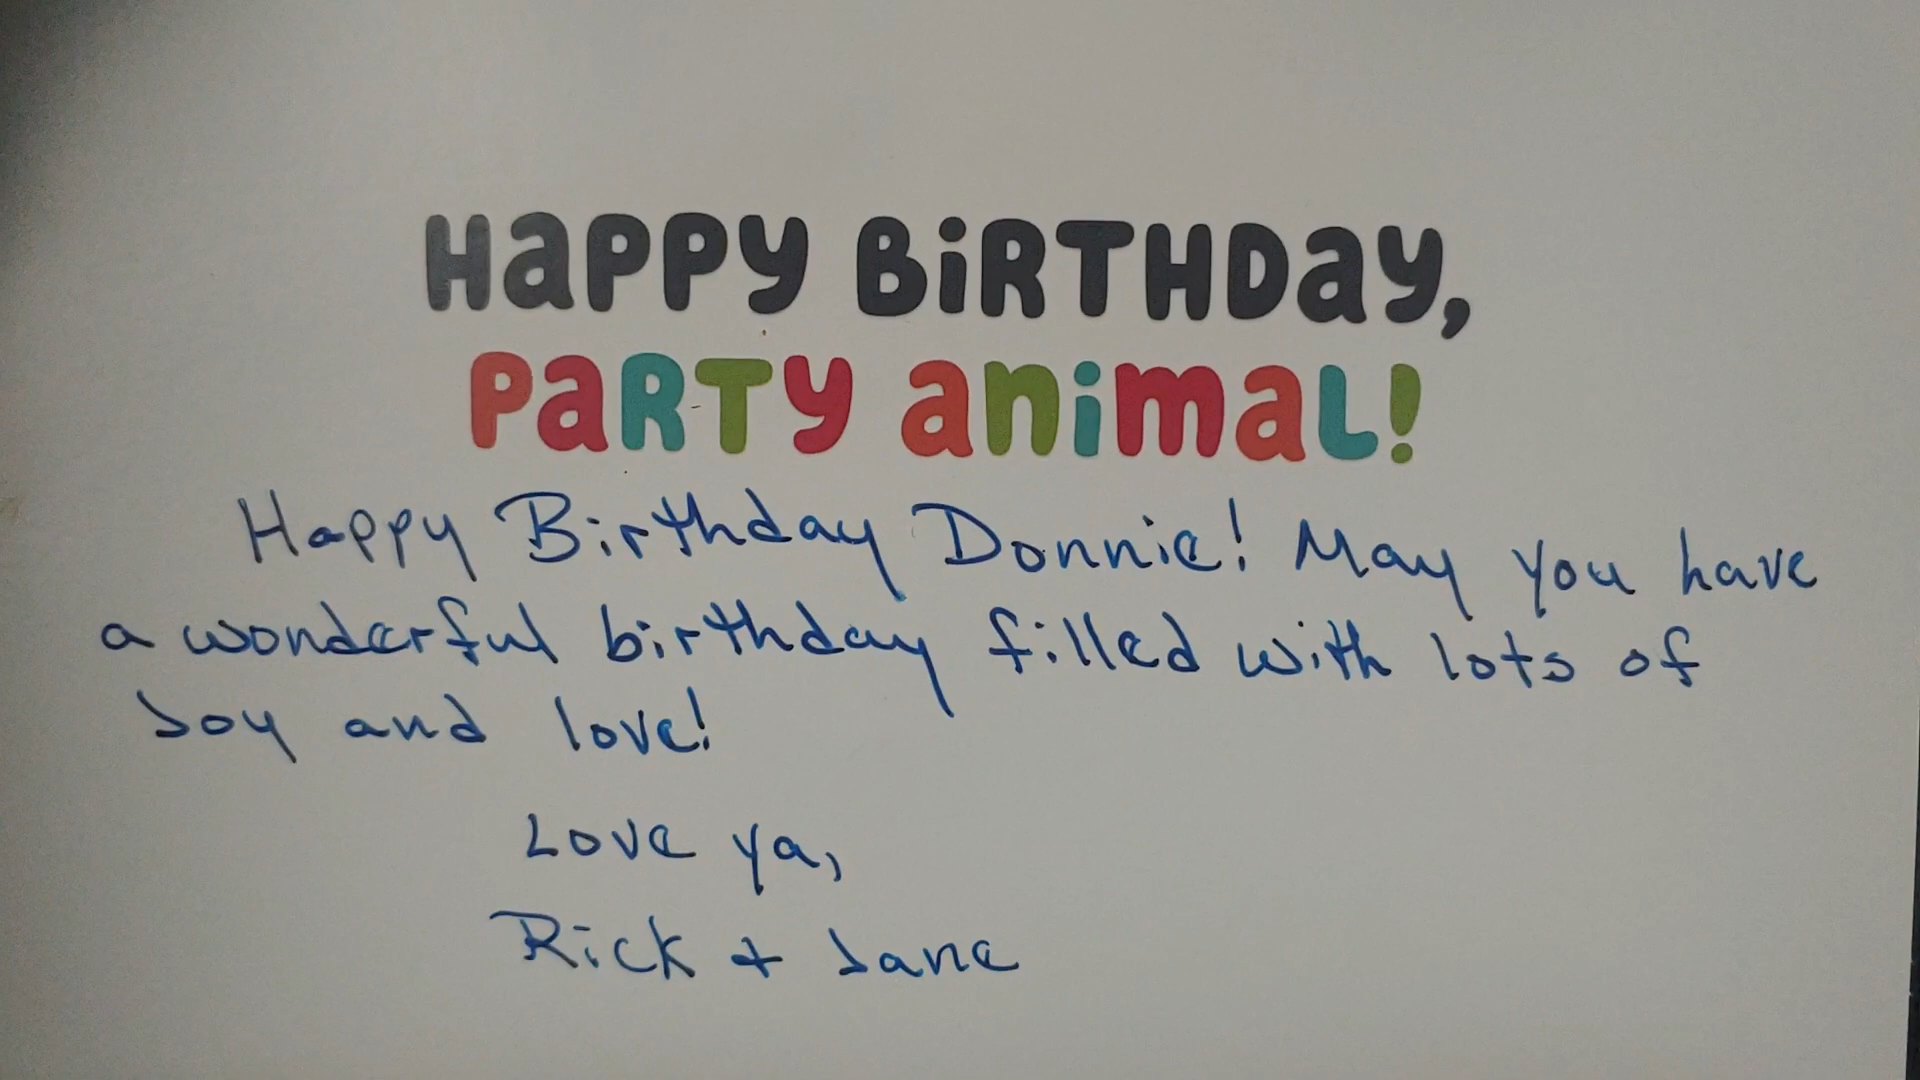 HaPPY BiRTHDay,
PaRTY animaL!
Happy Birthday Donnie! May you have
a wonderful birthday filled with lots of
Joy and love!
Love ya,
Rick + Jane